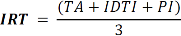 IRT = (TA + IDTI + PI) / 3